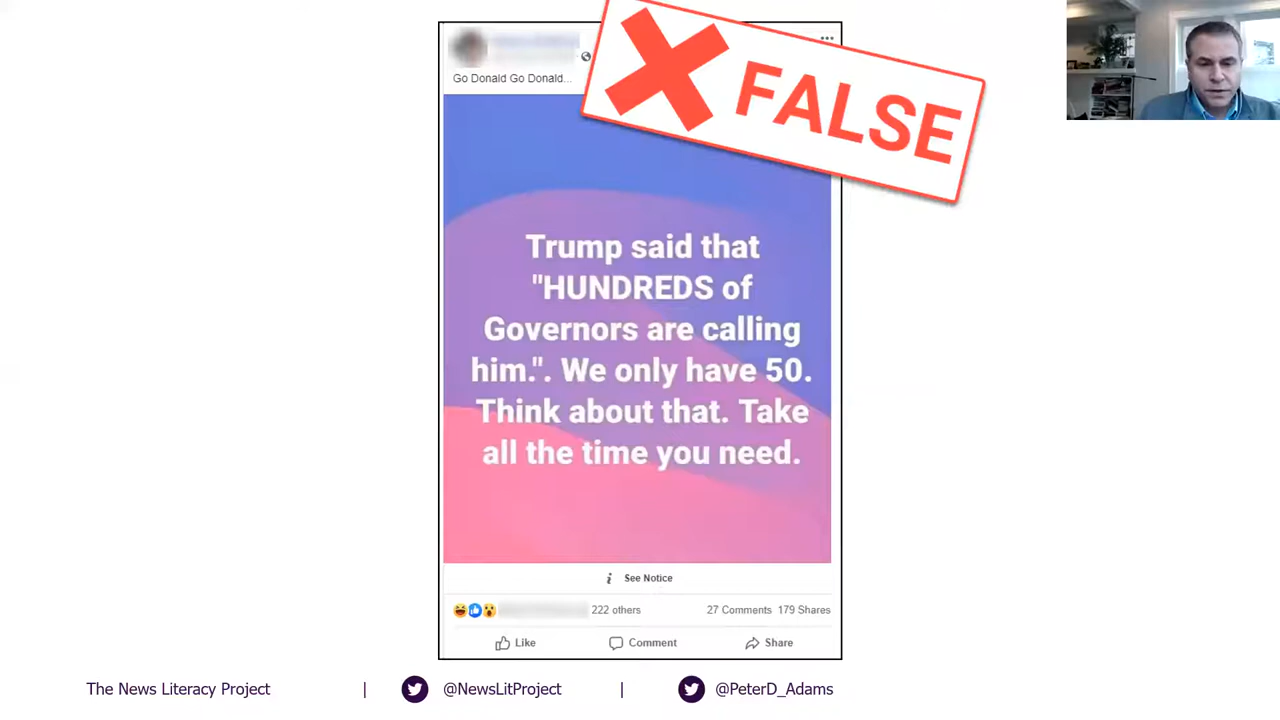 Go Donald Go Donald...
FALSE
Trump said that
"HUNDREDS of
Governors are calling
him.". We only have 50.
Think about that. Take
all the time you need.
See Notice
222 others
27 Comments 179 Shares
Like
Comment
Share
The News Literacy Project | @NewsLitProject | @PeterD_Adams